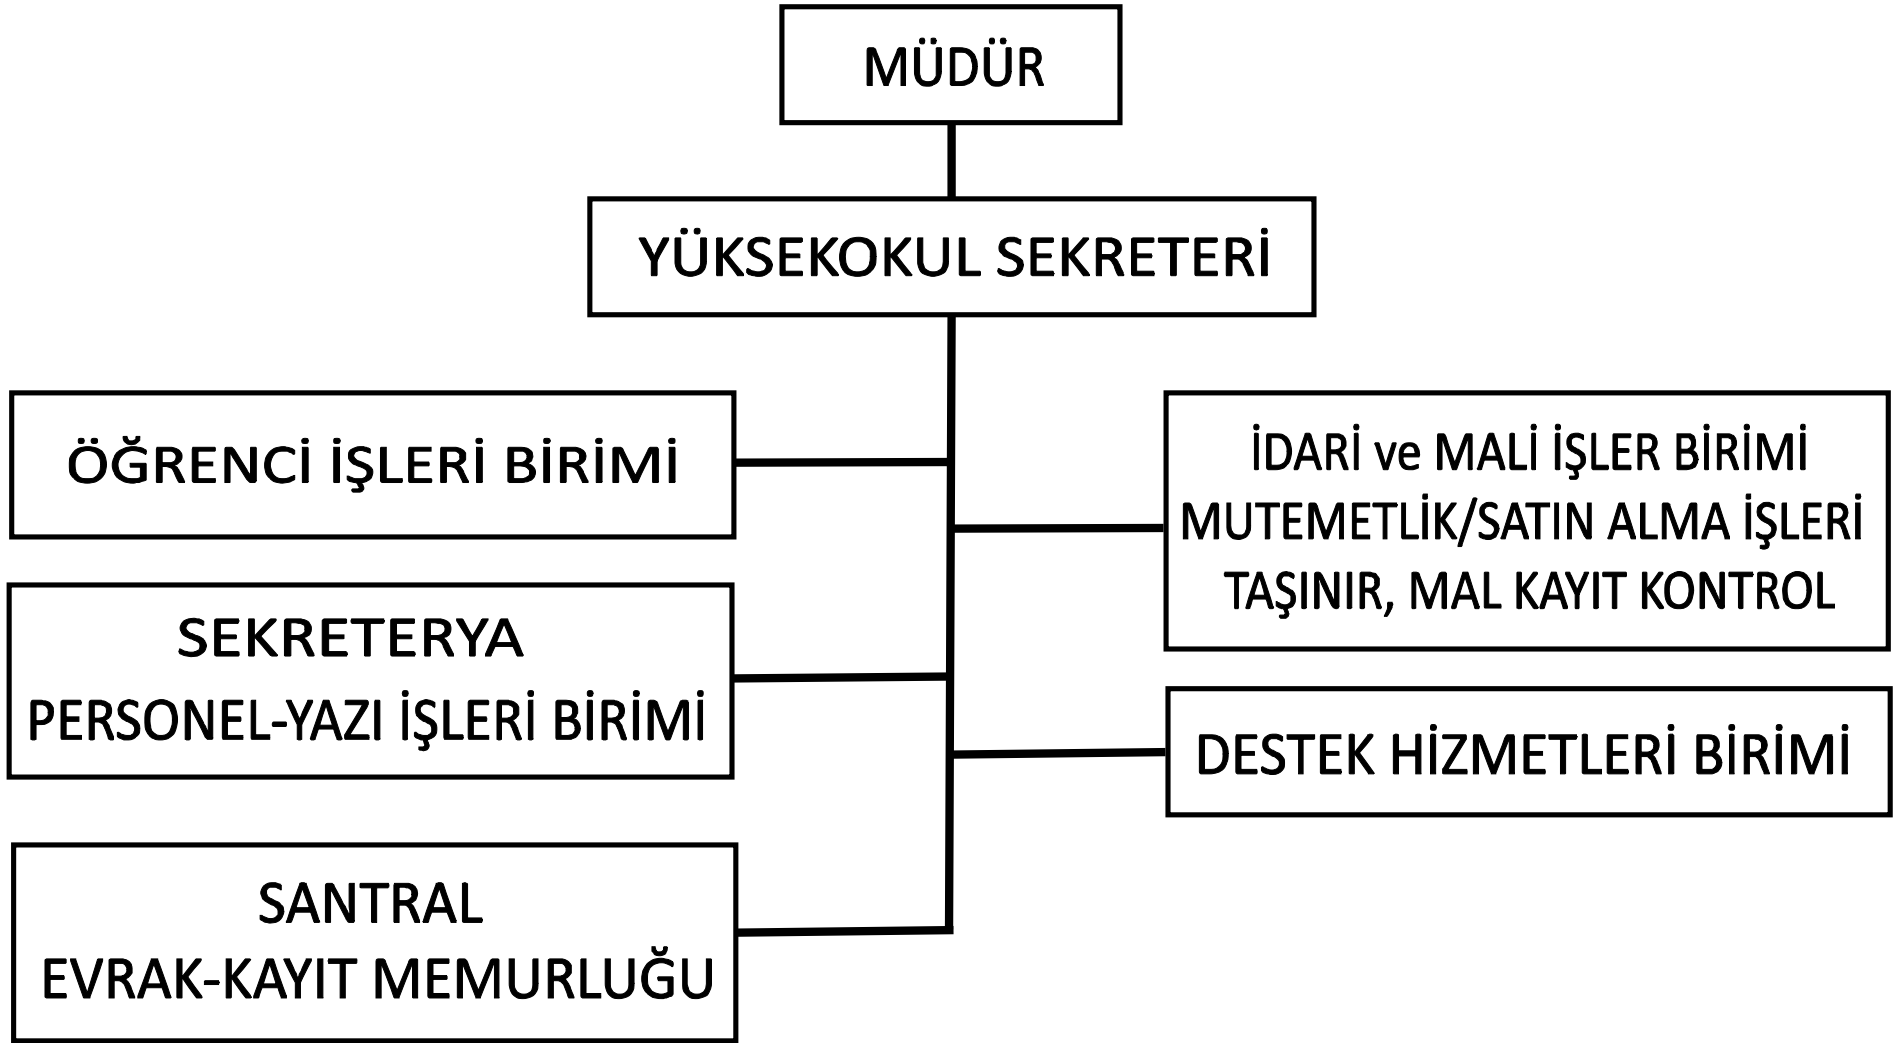 MÜDÜR
YÜKSEKOKUL SEKRETERİ
ÖĞRENCİ İŞLERİ BİRİMİ
SEKRETERYA
PERSONEL-YAZI İŞLERİ BİRİMİ
SANTRAL
EVRAK-KAYIT MEMURLUĞU
İDARİ ve MALİ İŞLER BİRİMİ
MUTEMETLİK/SATIN ALMA İŞLERİ
TAŞINIR, MAL KAYIT KONTROL
DESTEK HİZMETLERİ BİRİMİ